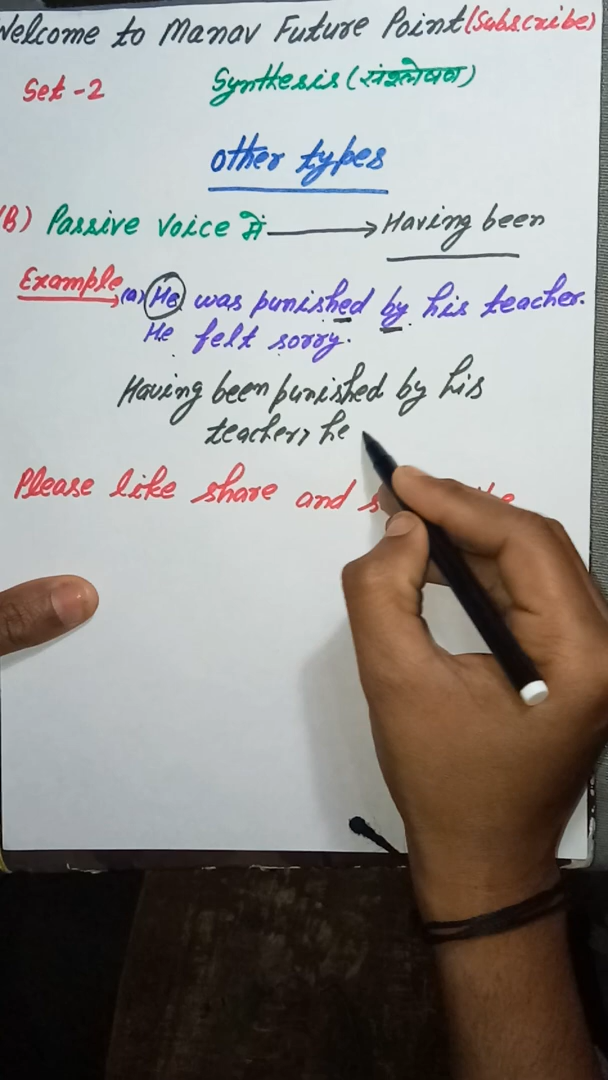 Welcome to Manav Future Point (Subscribe)
Set-2 Synthesis (संश्लेषण)
other types
(B) Passive Voice में → Having been
Example (a) He was punished by his teacher.
He felt sorry.
Having been punished by his
teacher, he
Please like share and